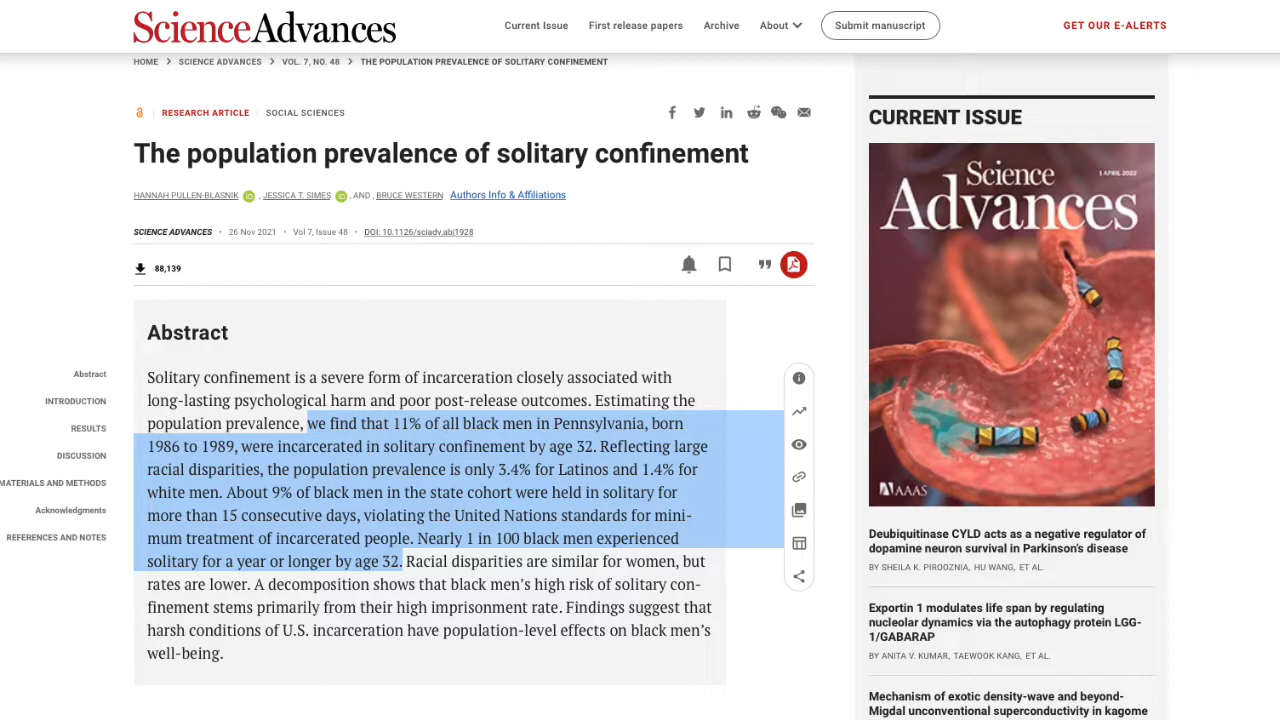 ScienceAdvances
Current Issue
First release papers
Archive
About
Submit manuscript
GET OUR E-ALERTS
HOME > SCIENCE ADVANCES > VOL. 7, NO. 48 > THE POPULATION PREVALENCE OF SOLITARY CONFINEMENT
RESEARCH ARTICLE SOCIAL SCIENCES
The population prevalence of solitary confinement
HANNAH PULLEN-BLASNIK, JESSICA T. SIMES, AND, BRUCE WESTERN Authors Info & Affiliations
SCIENCE ADVANCES • 26 Nov 2021 • Vol 7, Issue 48 • DOI: 10.1126/sciadv.abj1928
88,139
Abstract
INTRODUCTION
RESULTS
DISCUSSION
MATERIALS AND METHODS
Acknowledgments
REFERENCES AND NOTES
Abstract
Solitary confinement is a severe form of incarceration closely associated with
long-lasting psychological harm and poor post-release outcomes. Estimating the
population prevalence, we find that 11% of all black men in Pennsylvania, born
1986 to 1989, were incarcerated in solitary confinement by age 32. Reflecting large
racial disparities, the population prevalence is only 3.4% for Latinos and 1.4% for
white men. About 9% of black men in the state cohort were held in solitary for
more than 15 consecutive days, violating the United Nations standards for mini-
mum treatment of incarcerated people. Nearly 1 in 100 black men experienced
solitary for a year or longer by age 32. Racial disparities are similar for women, but
rates are lower. A decomposition shows that black men's high risk of solitary con-
finement stems primarily from their high imprisonment rate. Findings suggest that
harsh conditions of U.S. incarceration have population-level effects on black men's
well-being.
CURRENT ISSUE
Science
1 APRIL 2022
Advances
AAAS
Deubiquitinase CYLD acts as a negative regulator of
dopamine neuron survival in Parkinson's disease
BY SHEILA K. PIROOZNIA, HU WANG, ET AL.
Exportin 1 modulates life span by regulating
nucleolar dynamics via the autophagy protein LGG-
1/GABARAP
BY ANITA V. KUMAR, TAEWOOK KANG, ET AL.
Mechanism of exotic density-wave and beyond-
Migdal unconventional superconductivity in kagome